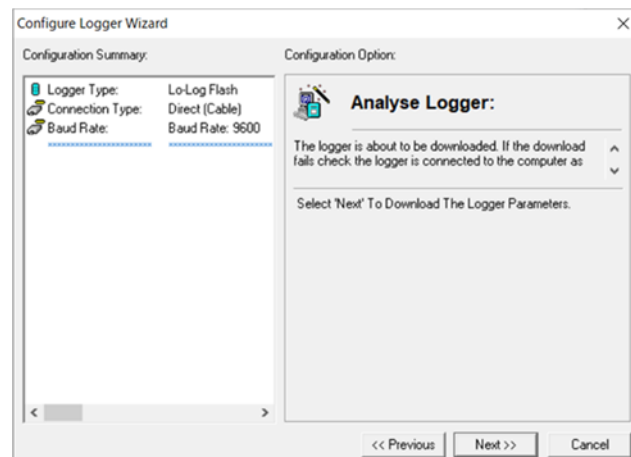 Configure Logger Wizard
Configuration Summary:
Logger Type: Lo-Log Flash
Connection Type: Direct (Cable)
Baud Rate: Baud Rate: 9600
Configuration Option:
Analyse Logger:
The logger is about to be downloaded. If the download
fails check the logger is connected to the computer as
Select 'Next' To Download The Logger Parameters.
<< Previous
Next >>
Cancel